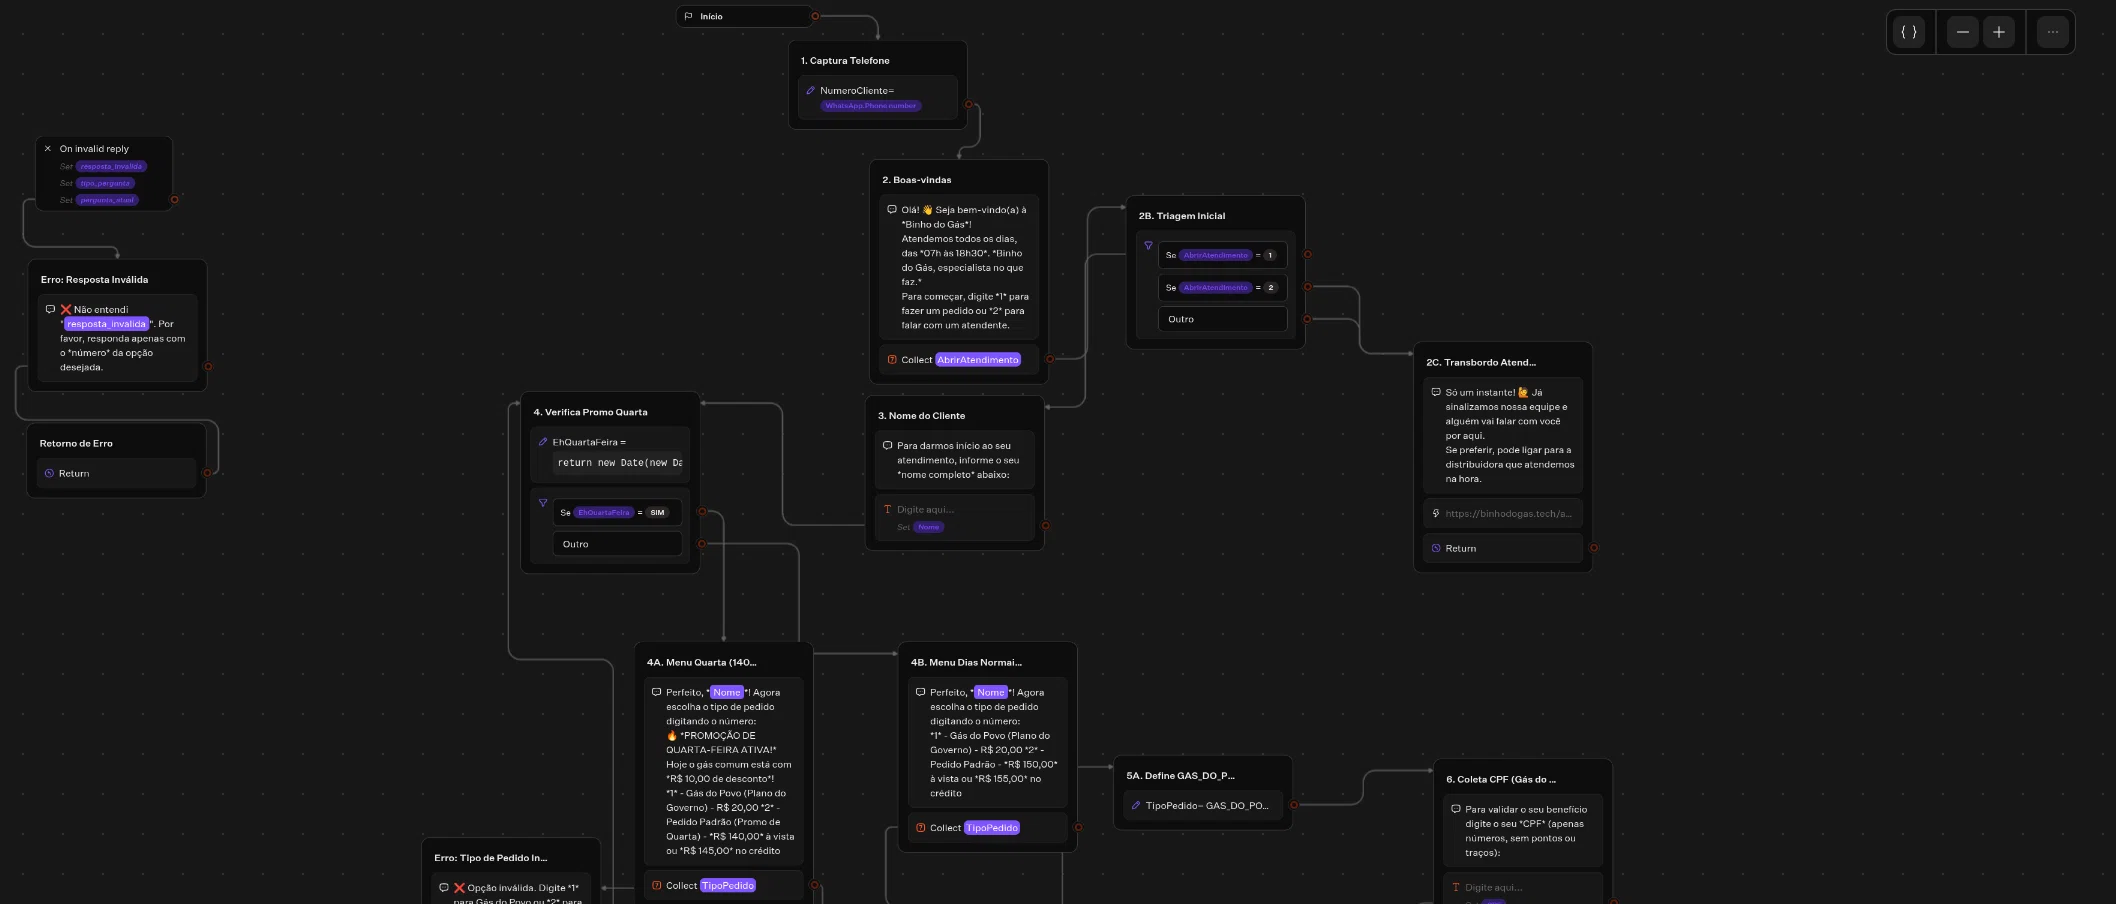 Início
1. Captura Telefone
NumeroCliente=
WhatsApp.Phone.number
On invalid reply
Set resposta_invalida
Set tipo_pergunta
Set pergunta_atual
Erro: Resposta Inválida
❌ Não entendi
"resposta_invalida". Por
favor, responda apenas com
o *número* da opção
desejada.
Retorno de Erro
Return
2. Boas-vindas
Olá! 👋 Seja bem-vindo(a) à
*Binho do Gás*!
Atendemos todos os dias,
das *07h às 18h30*. *Binho
do Gás, especialista no que
faz.*
Para começar, digite *1* para
fazer um pedido ou *2* para
falar com um atendente.
Collect AbrirAtendimento
2B. Triagem Inicial
Se AbrirAtendimento = 1
Se AbrirAtendimento = 2
Outro
2C. Transbordo Atend...
Só um instante! 🙋 Já
sinalizamos nossa equipe e
alguém vai falar com você
por aqui.
Se preferir, pode ligar para a
distribuidora que atendemos
na hora.
https://binhodogas.tech/a...
Return
3. Nome do Cliente
Para darmos início ao seu
atendimento, informe o seu
*nome completo* abaixo:
Digite aqui...
Set Nome
4. Verifica Promo Quarta
EhQuartaFeira =
return new Date(new Da
Se EhQuartaFeira = SIM
Outro
4A. Menu Quarta (140...
Perfeito, *Nome*! Agora
escolha o tipo de pedido
digitando o número:
🔥 *PROMOÇÃO DE
QUARTA-FEIRA ATIVA!*
Hoje o gás comum está com
*R$ 10,00 de desconto*!
*1* - Gás do Povo (Plano do
Governo) - R$ 20,00 *2* -
Pedido Padrão (Promo de
Quarta) - *R$ 140,00* à vista
ou *R$ 145,00* no crédito
Collect TipoPedido
4B. Menu Dias Normai...
Perfeito, *Nome*! Agora
escolha o tipo de pedido
digitando o número:
*1* - Gás do Povo (Plano do
Governo) - R$ 20,00 *2* -
Pedido Padrão - *R$ 150,00*
à vista ou *R$ 155,00* no
crédito
Collect TipoPedido
5A. Define GAS_DO_P...
TipoPedido= GAS_DO_PO...
6. Coleta CPF (Gás do ...
Para validar o seu benefício
digite o seu *CPF* (apenas
números, sem pontos ou
traços):
Digite aqui...
Erro: Tipo de Pedido In...
❌ Opção inválida. Digite *1*
para Gás do Povo ou *2* para